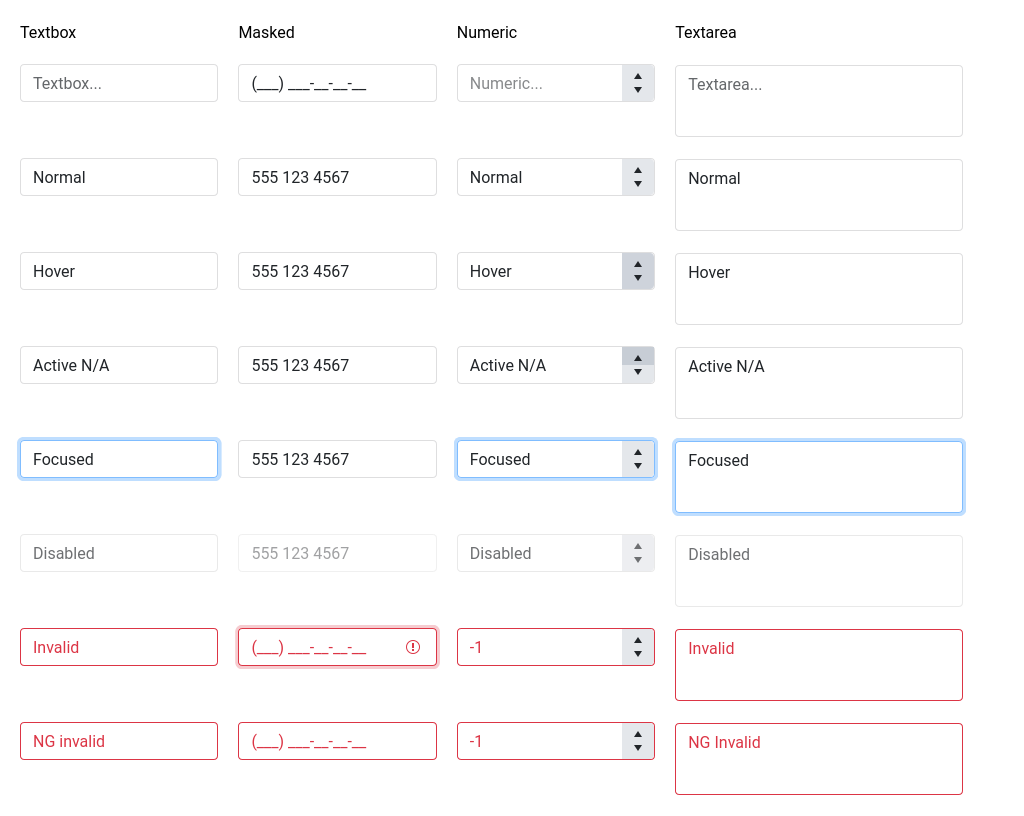 Textbox Masked Numeric Textarea
Textbox... (___) ___-__-__-__ Numeric... Textarea...
Normal 555 123 4567 Normal Normal
Hover 555 123 4567 Hover Hover
Active N/A 555 123 4567 Active N/A Active N/A
Focused 555 123 4567 Focused Focused
Disabled 555 123 4567 Disabled Disabled
Invalid (___) ___-__-__-__ -1 Invalid
NG invalid (___) ___-__-__-__ -1 NG Invalid